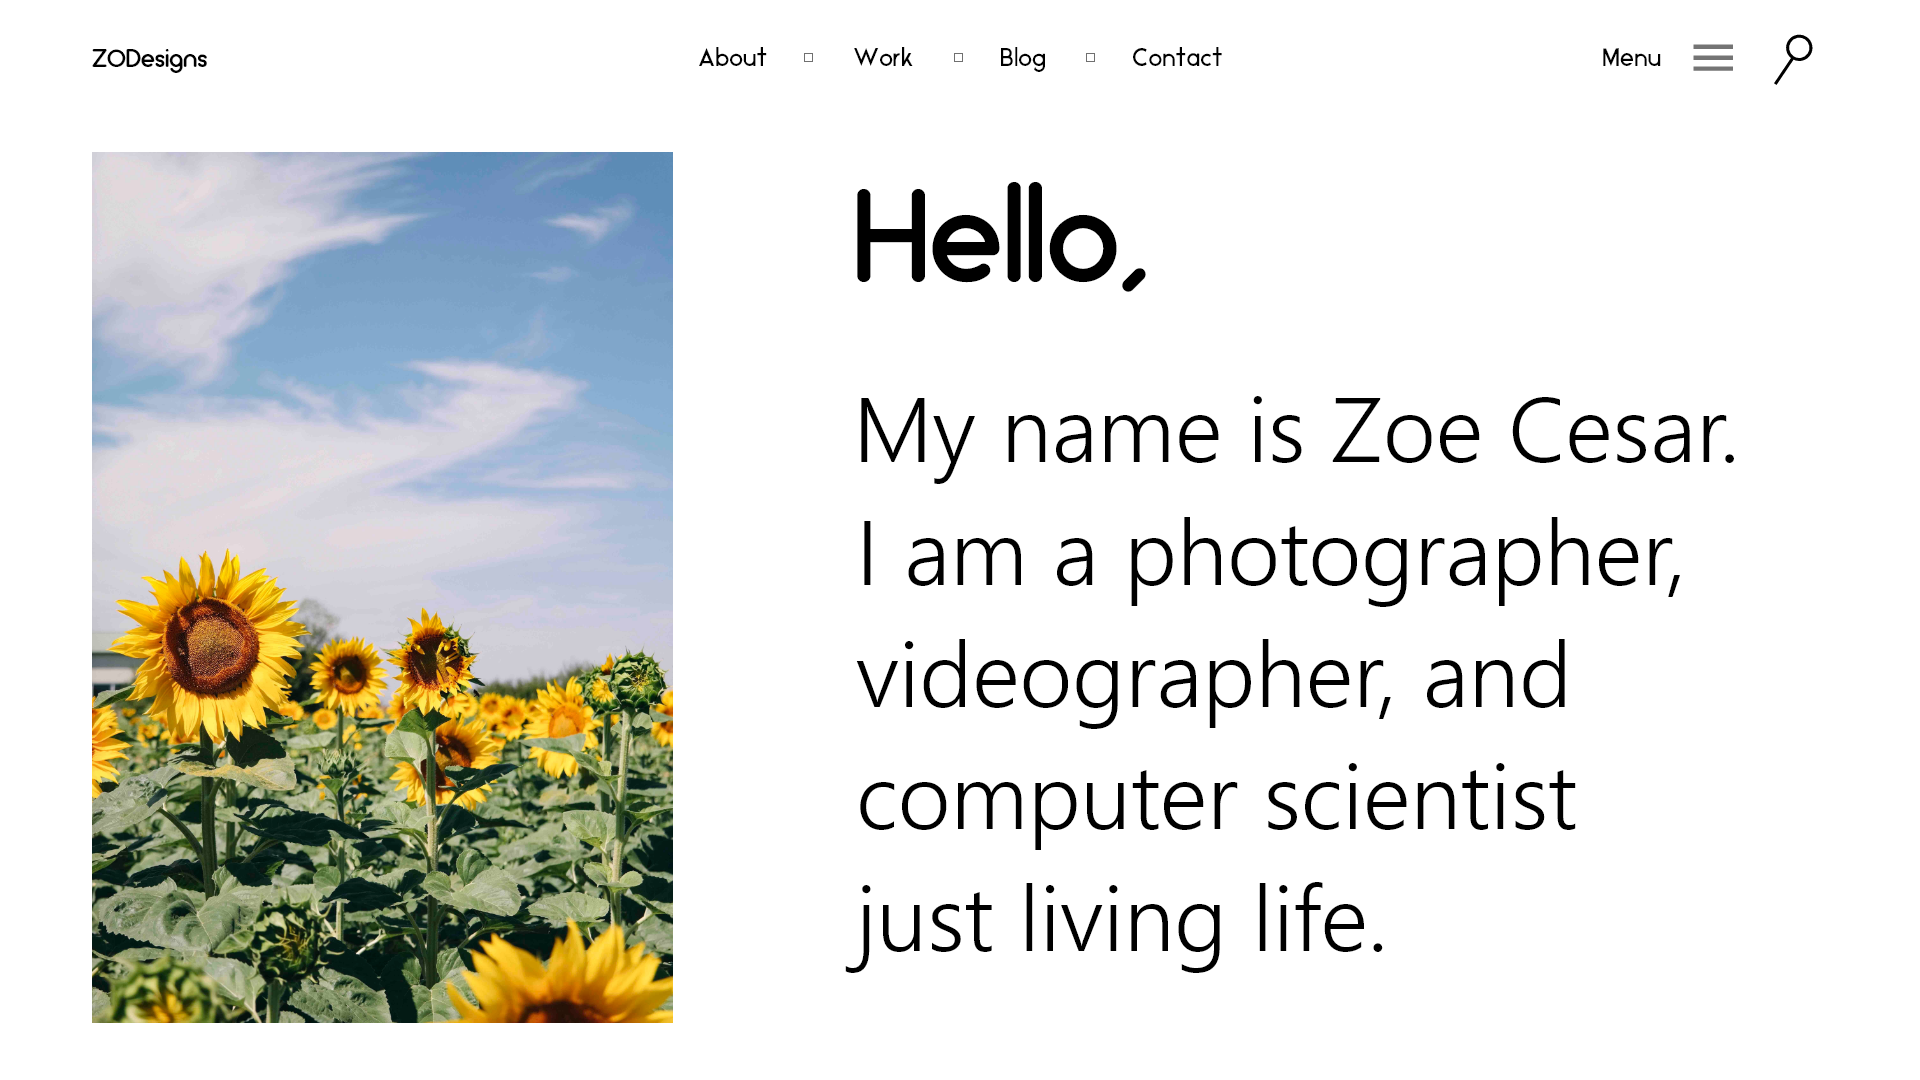 ZODesigns
About
Work
Blog
Contact
Menu
Hello,
My name is Zoe Cesar.
I am a photographer,
videographer, and
computer scientist
just living life.